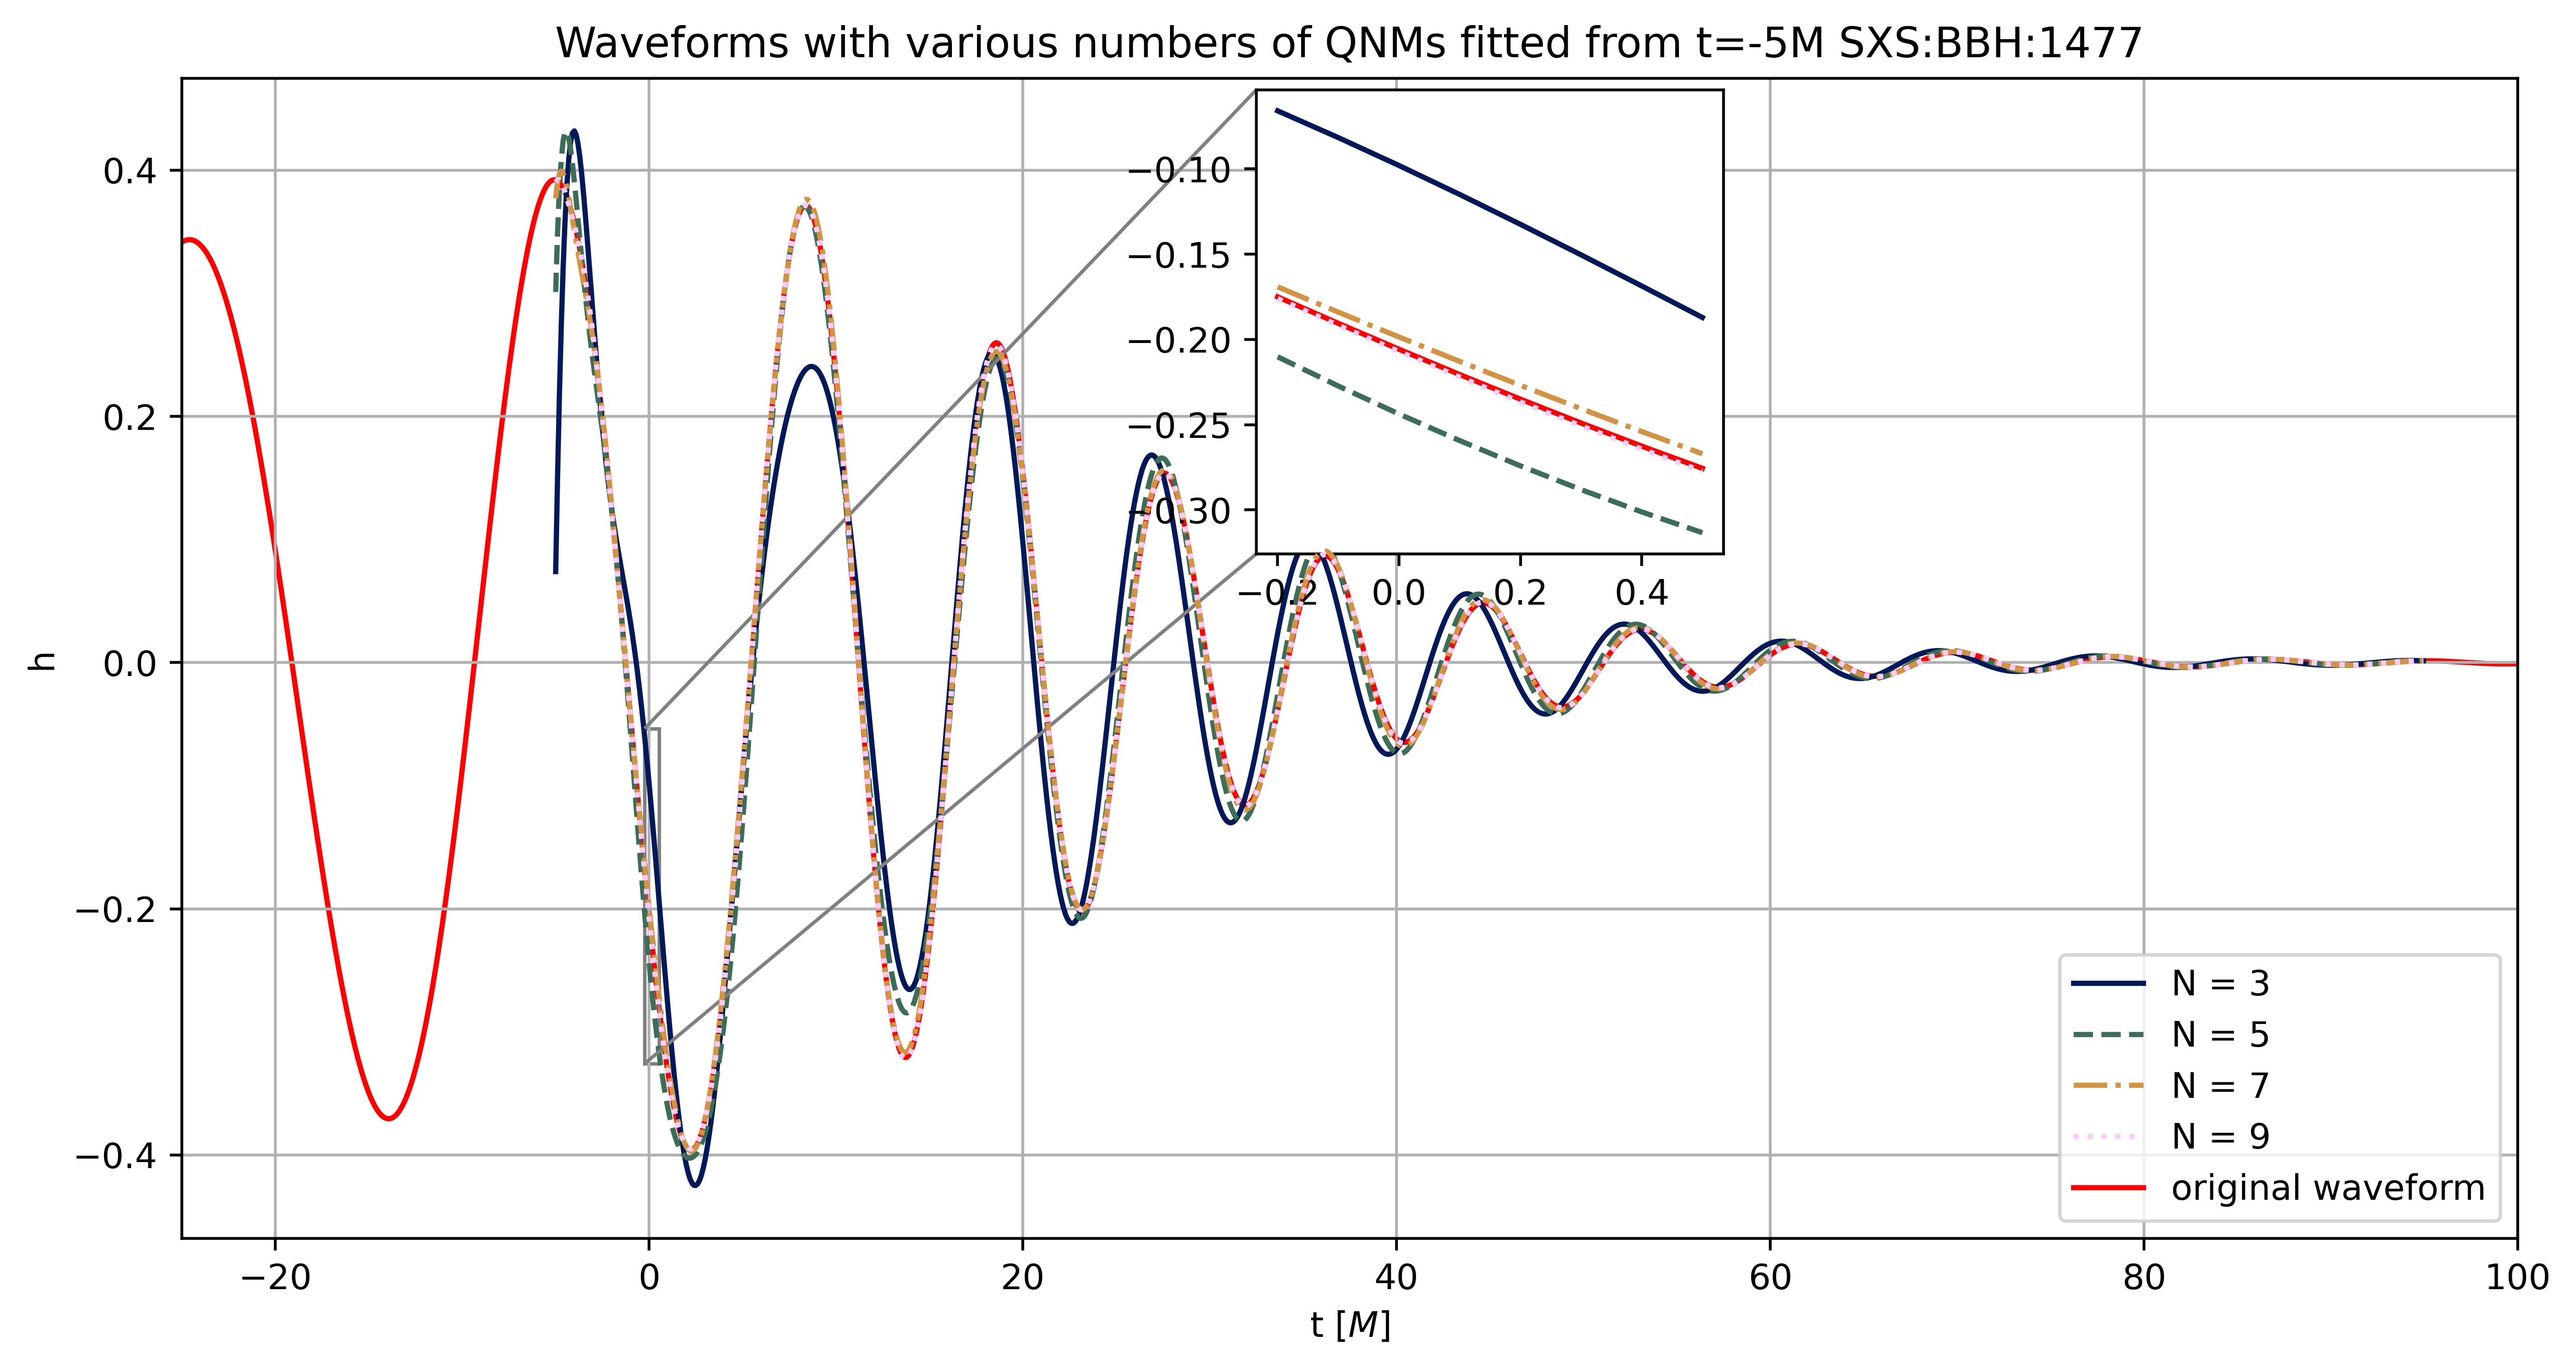 Waveforms with various numbers of QNMs fitted from t=-5M SXS:BBH:1477
h
0.4
0.2
0.0
−0.2
−0.4
−0.10
−0.15
−0.20
−0.25
−0.30
−0.2 0.0 0.2 0.4
N = 3
N = 5
N = 7
N = 9
original waveform
−20 0 20 40 60 80 100
t [M]